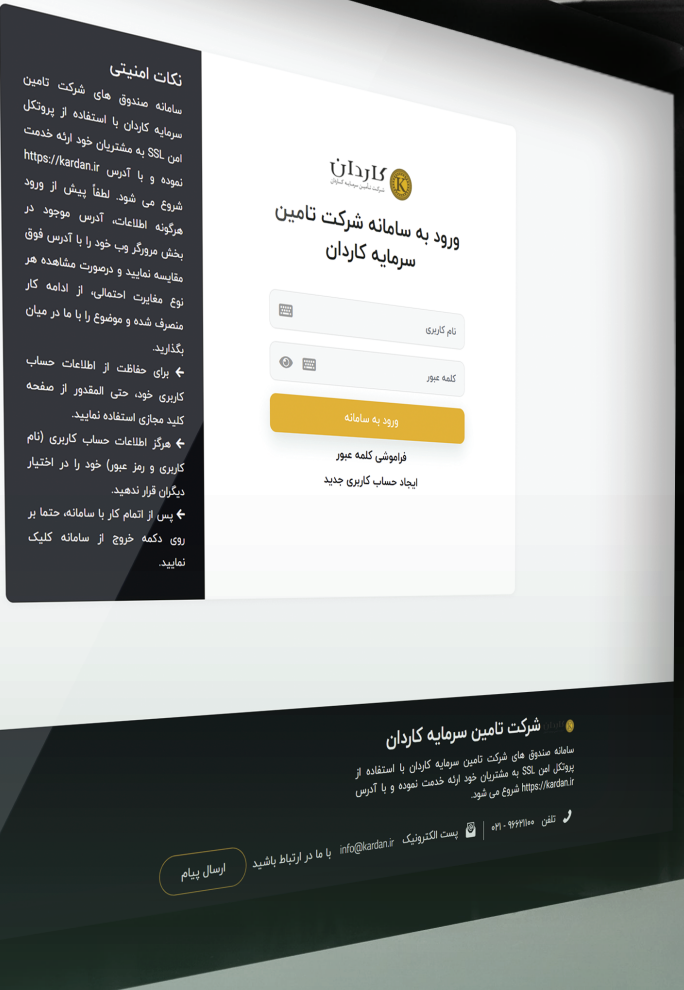 کاردان
شرکت تامین سرمایه کاردان
ورود به سامانه شرکت تامین
سرمایه کاردان
نام کاربری
کلمه عبور
ورود به سامانه
فراموشی کلمه عبور
ایجاد حساب کاربری جدید
نکات امنیتی
سامانه صندوق های شرکت تامین
سرمایه کاردان با استفاده از پروتکل
امن SSL به مشتریان خود ارئه خدمت
نموده و با آدرس https://kardan.ir
شروع می شود. لطفاً پیش از ورود
هرگونه اطلاعات، آدرس موجود در
بخش مرورگر وب خود را با آدرس فوق
مقایسه نمایید و درصورت مشاهده هر
نوع مغایرت احتمالی، از ادامه کار
منصرف شده و موضوع را با ما در میان
بگذارید.
برای حفاظت از اطلاعات حساب
کاربری خود، حتی المقدور از صفحه
کلید مجازی استفاده نمایید.
هرگز اطلاعات حساب کاربری (نام
کاربری و رمز عبور) خود را در اختیار
دیگران قرار ندهید.
پس از اتمام کار با سامانه، حتما بر
روی دکمه خروج از سامانه کلیک
نمایید.
شرکت تامین سرمایه کاردان
سامانه صندوق های شرکت تامین سرمایه کاردان با استفاده از
پروتکل امن SSL به مشتریان خود ارئه خدمت نموده و با آدرس
https://kardan.ir شروع می شود.
تلفن ۹۶۶۲۱۱۰۰ - ۰۲۱ | پست الکترونیک info@kardan.ir با ما در ارتباط باشید ارسال پیام